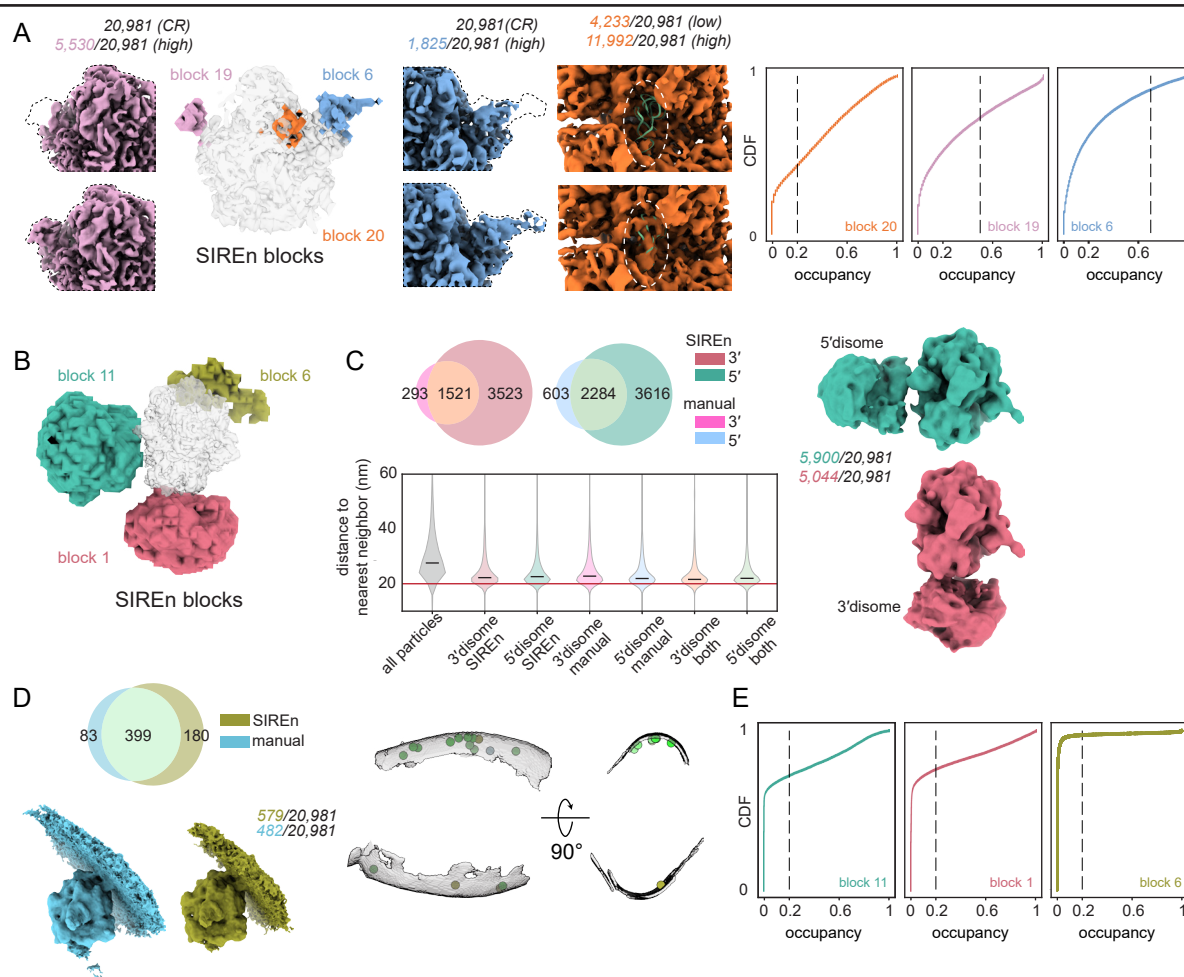 A
20,981 (CR)
5,530/20,981 (high)
20,981(CR)
1,825/20,981 (high)
4,233/20,981 (low)
11,992/20,981 (high)
block 19
block 6
block 20
SIREn blocks
CDF
1
0
block 20
block 19
block 6
0 0.2 0.6 1
0 0.2 0.6 1
0 0.2 0.6
occupancy
occupancy
occupancy
B
block 11
block 6
block 1
SIREn blocks
C
293
1521
3523
603
2284
3616
SIREn
3′
5′
manual
3′
5′
distance to
nearest neighbor (nm)
60
40
20
all particles
3′disome
SIREn
5′disome
SIREn
3′disome
manual
5′disome
manual
3′disome
both
5′disome
both
5′disome
5,900/20,981
5,044/20,981
3′disome
D
83
399
180
SIREn
manual
579/20,981
482/20,981
90°
E
CDF
1
0
block 11
block 1
block 6
0 0.2 0.6 1
0 0.2 0.6 1
0 0.2 0.6 1
occupancy
occupancy
occupancy